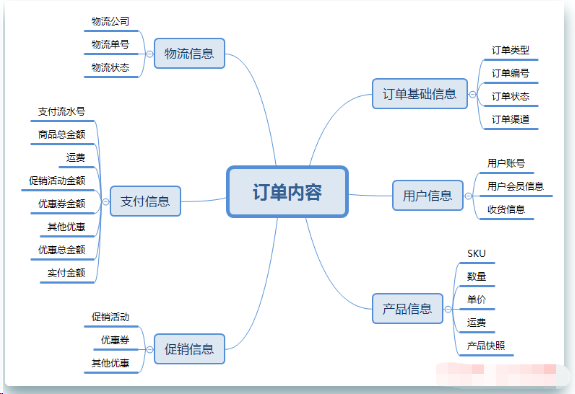 订单内容
物流信息
物流公司
物流单号
物流状态
支付信息
支付流水号
商品总金额
运费
促销活动金额
优惠券金额
其他优惠
优惠总金额
实付金额
促销信息
促销活动
优惠券
其他优惠
订单基础信息
订单类型
订单编号
订单状态
订单渠道
用户信息
用户账号
用户会员信息
收货信息
产品信息
SKU
数量
单价
运费
产品快照